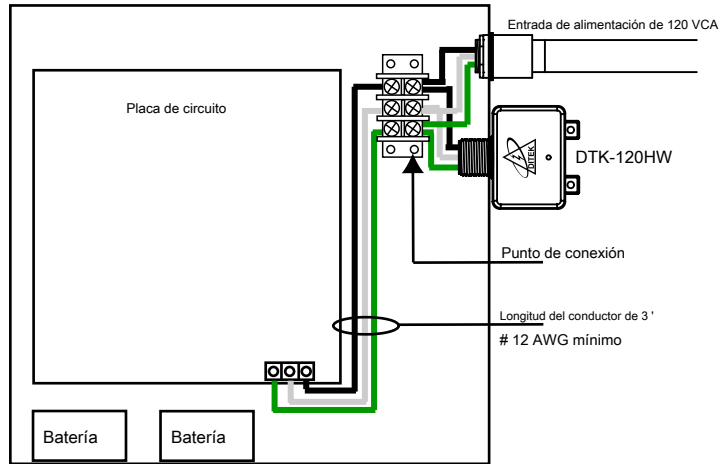 Entrada de alimentación de 120 VCA
Placa de circuito
DITEK
DTK-120HW
Punto de conexión
Longitud del conductor de 3 '
# 12 AWG mínimo
Batería
Batería